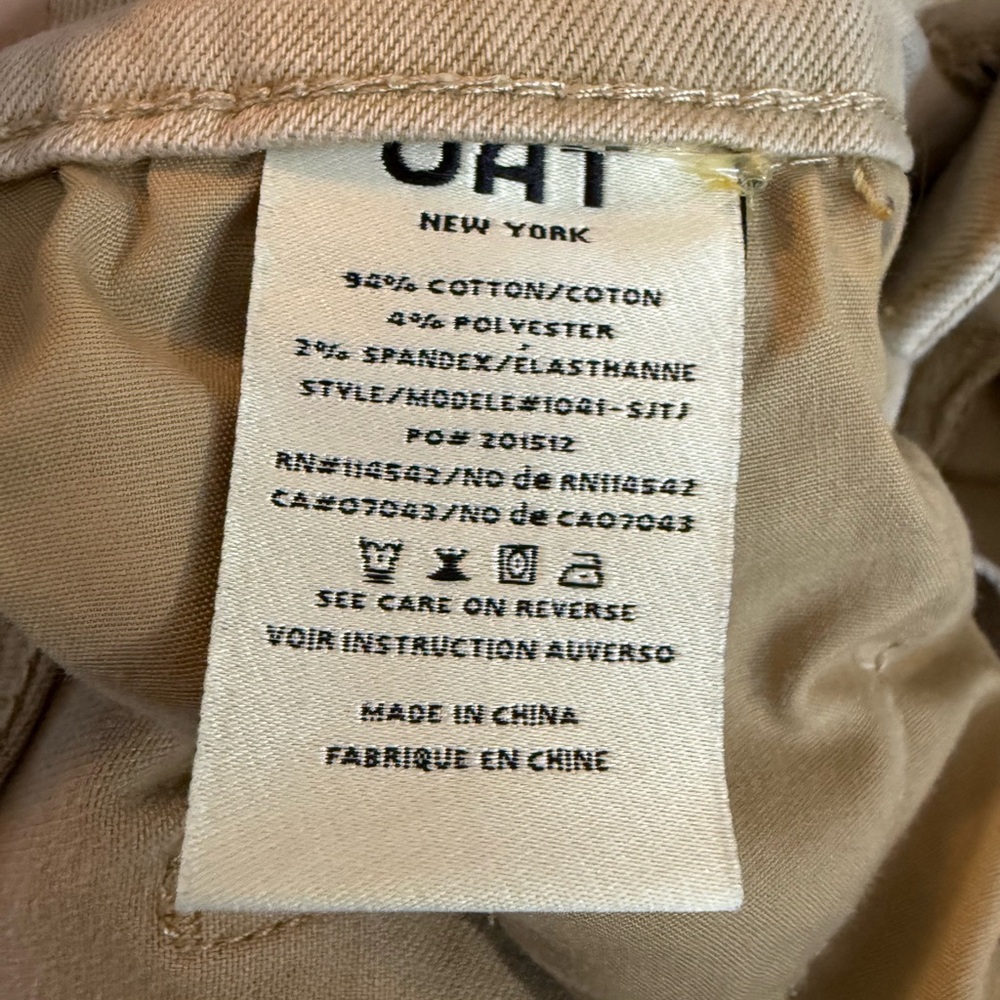 OAT
NEW YORK
94% COTTON/COTON
4% POLYESTER
2% SPANDEX/ÉLASTHANNE
STYLE/MODELE#1041-SJTJ
PO# 201512
RN#114542/NO de RN114542
CA#07043/NO de CA07043
SEE CARE ON REVERSE
VOIR INSTRUCTION AUVERSO
MADE IN CHINA
FABRIQUE EN CHINE